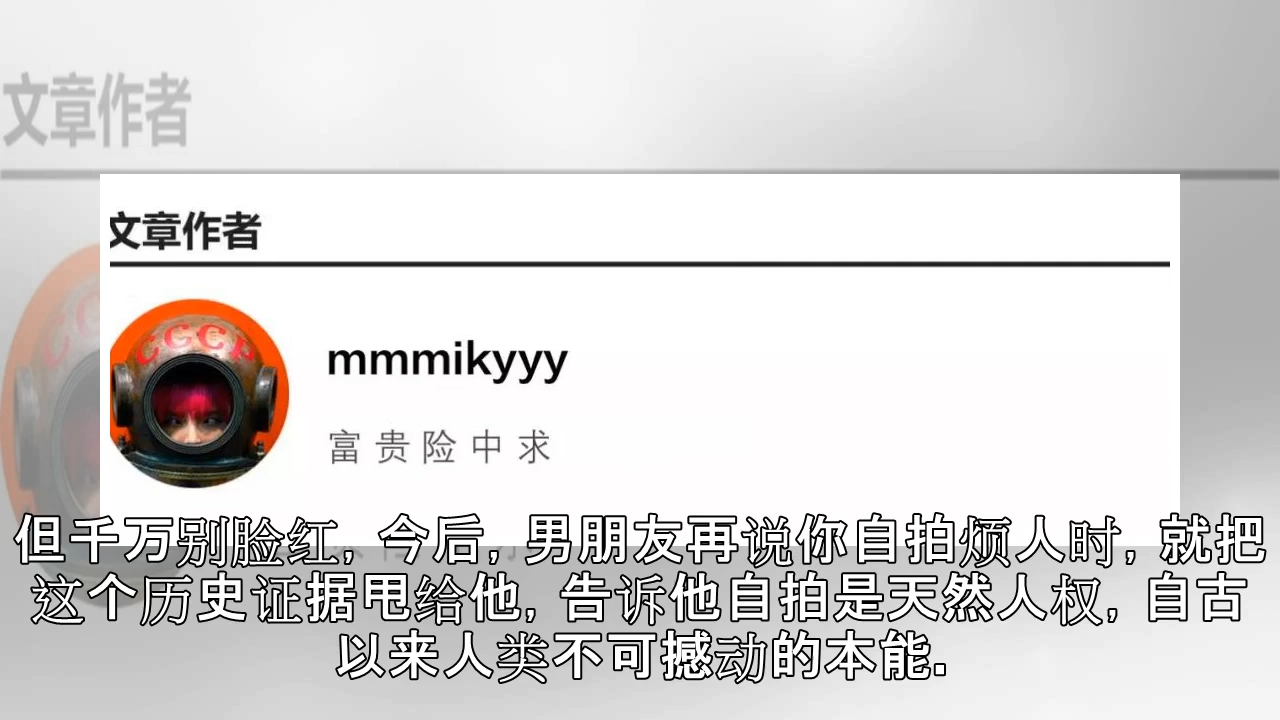 文章作者
文章作者
CCCP
mmmikyyy
富贵险中求
但千万别脸红, 今后, 男朋友再说你自拍烦人时, 就把
这个历史证据甩给他, 告诉他自拍是天然人权, 自古
以来人类不可撼动的本能.